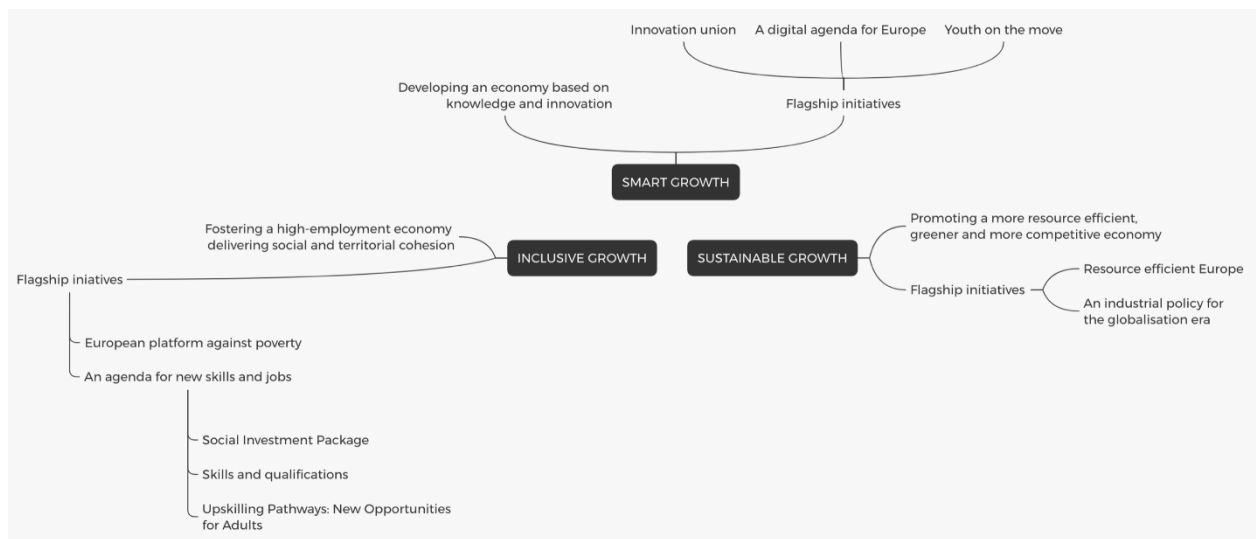 Innovation union
A digital agenda for Europe
Youth on the move
Developing an economy based on
knowledge and innovation
Flagship initiatives
SMART GROWTH
Fostering a high-employment economy
delivering social and territorial cohesion
INCLUSIVE GROWTH
Flagship iniatives
European platform against poverty
An agenda for new skills and jobs
Social Investment Package
Skills and qualifications
Upskilling Pathways: New Opportunities
for Adults
SUSTAINABLE GROWTH
Promoting a more resource efficient,
greener and more competitive economy
Flagship initiatives
Resource efficient Europe
An industrial policy for
the globalisation era